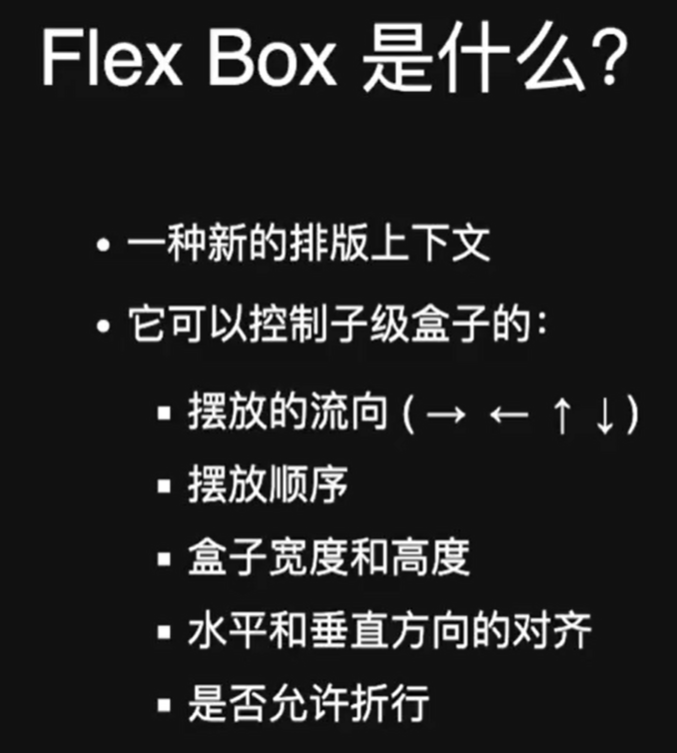 Flex Box 是什么?
• 一种新的排版上下文
• 它可以控制子级盒子的：
▪ 摆放的流向 ( → ← ↑ ↓ )
▪ 摆放顺序
▪ 盒子宽度和高度
▪ 水平和垂直方向的对齐
▪ 是否允许折行